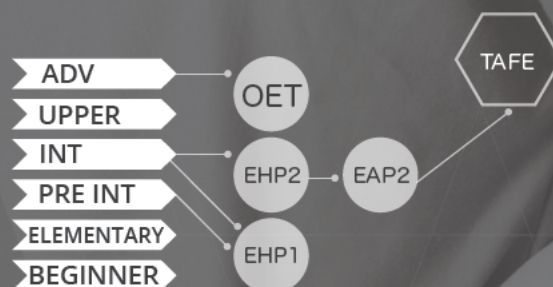 ADV
UPPER
INT
PRE INT
ELEMENTARY
BEGINNER
OET
EHP2
EHP1
EAP2
TAFE